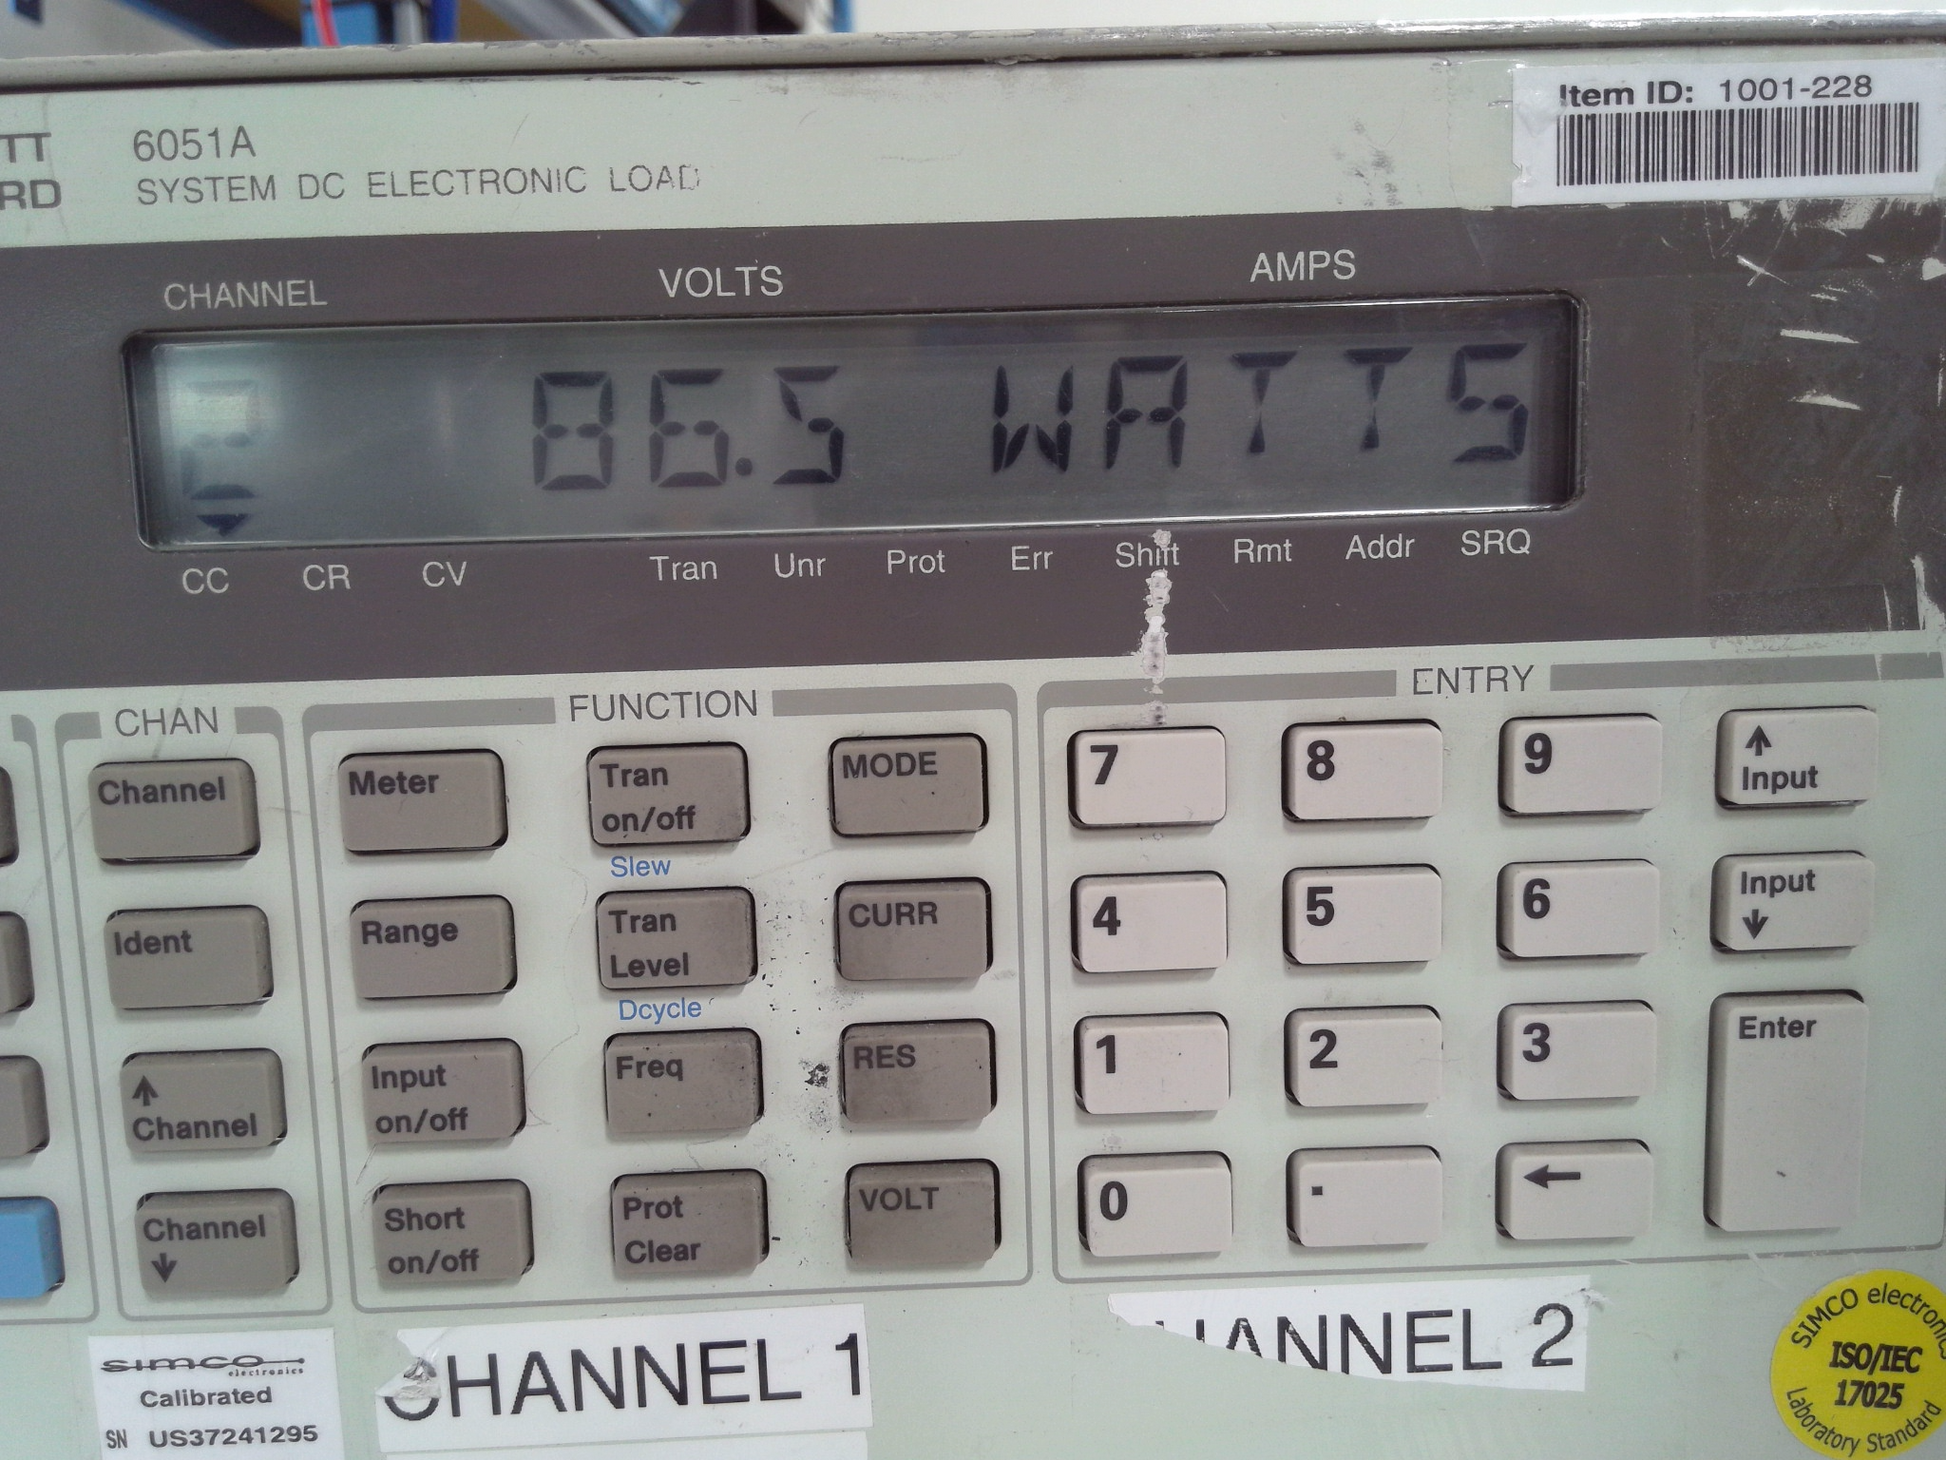 TT
RD
6051A
SYSTEM DC ELECTRONIC LOAD
Item ID: 1001-228
CHANNEL VOLTS AMPS
86.5 WATTS
CC CR CV Tran Unr Prot Err Shift Rmt Addr SRQ
CHAN FUNCTION ENTRY
Channel Meter Tran on/off MODE 7 8 9 ↑ Input
Slew
Ident Range Tran Level CURR 4 5 6 Input ↓
Dcycle
↑ Channel Input on/off Freq RES 1 2 3 Enter
Channel ↓ Short on/off Prot Clear VOLT 0 . ←
simco
electronics
Calibrated
SN US37241295
CHANNEL 1
HANNEL 2
SIMCO electronics
ISO/IEC
17025
Laboratory Standard